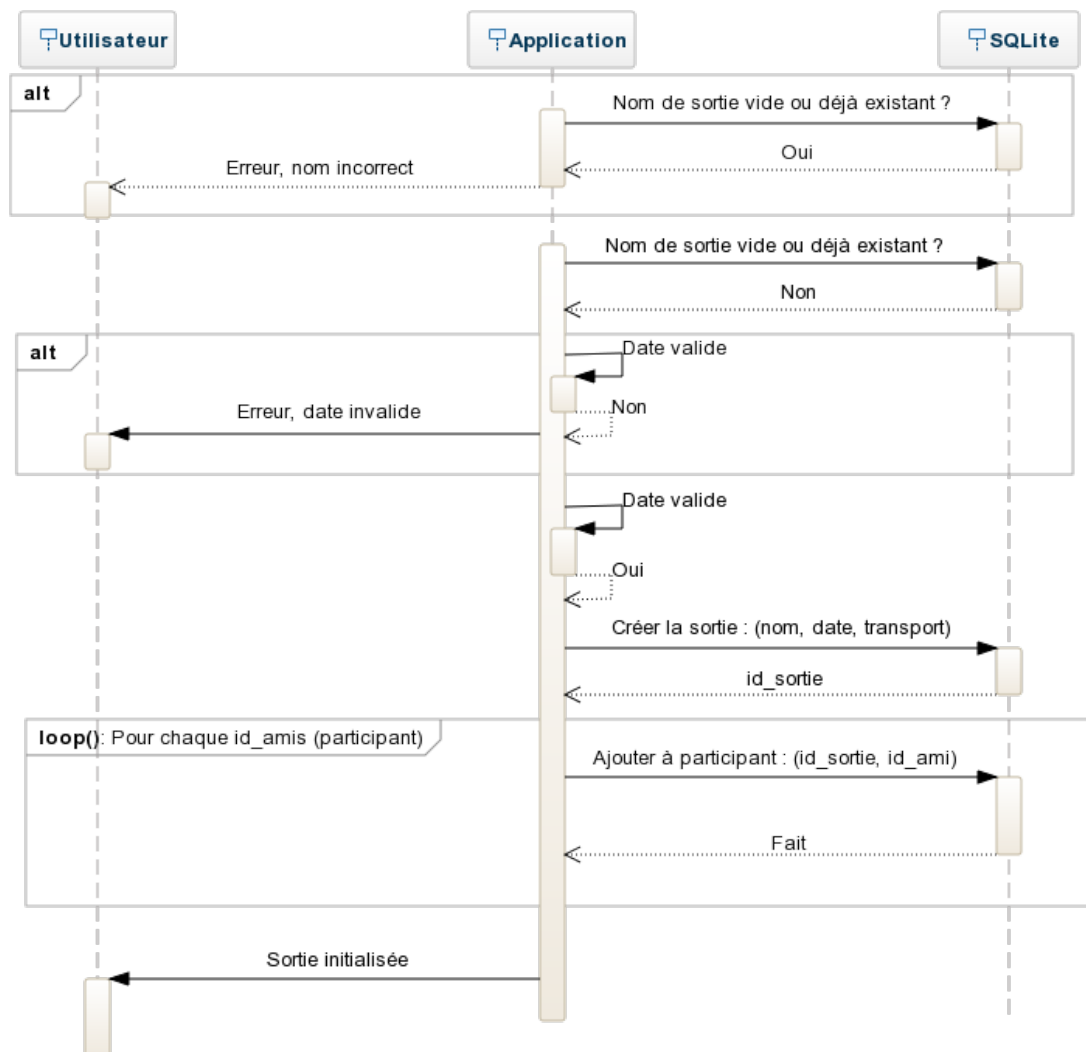 Utilisateur
Application
SQLite
alt
Nom de sortie vide ou déjà existant ?
Oui
Erreur, nom incorrect
Nom de sortie vide ou déjà existant ?
Non
alt
Date valide
Non
Erreur, date invalide
Date valide
Oui
Créer la sortie : (nom, date, transport)
id_sortie
loop(): Pour chaque id_amis (participant)
Ajouter à participant : (id_sortie, id_ami)
Fait
Sortie initialisée